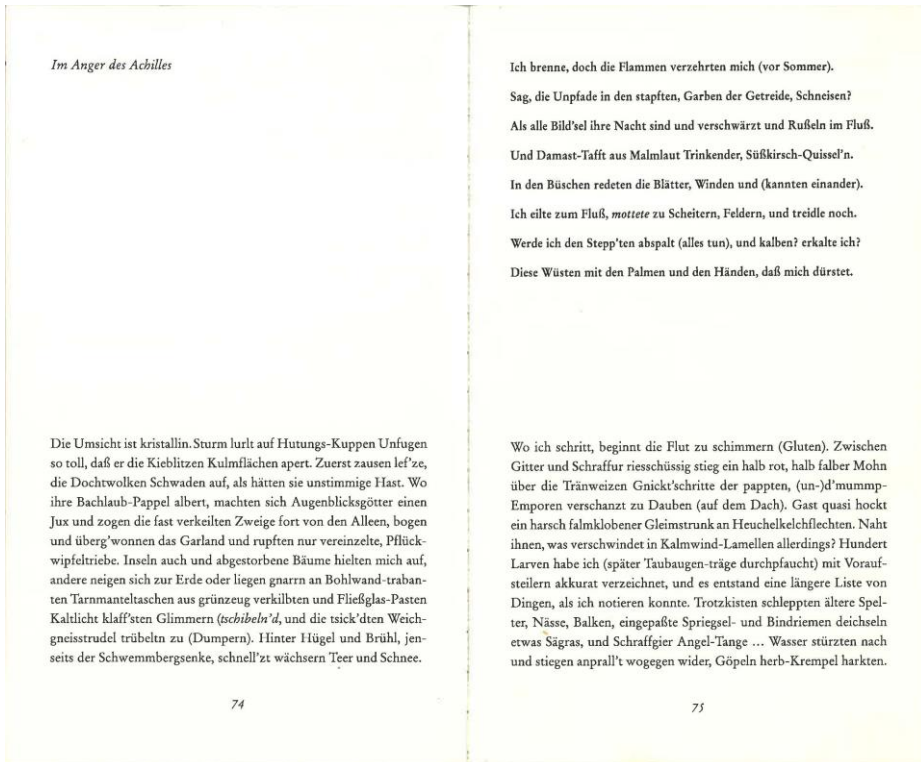 Im Anger des Achilles
Die Umsicht ist kristallin. Sturm lurlt auf Hutungs-Kuppen Unfugen
so toll, daß er die Kieblitzen Kulmflächen apert. Zuerst zausen lef'ze,
die Dochtwolken Schwaden auf, als hätten sie unstimmige Hast. Wo
ihre Bachlaub-Pappel albert, machten sich Augenblicksgötter einen
Jux und zogen die fast verkeilten Zweige fort von den Alleen, bogen
und überg'wonnen das Garland und rupften nur vereinzelte, Pflück-
wipfeltriebe. Inseln auch und abgestorbene Bäume hielten mich auf,
andere neigen sich zur Erde oder liegen gnarrn an Bohlwand-traban-
ten Tarnmanteltaschen aus grünzeug verkilbten und Fließglas-Pasten
Kaltlicht klaff'sten Glimmern (tschibeln'd, und die tsick'dten Weich-
gneisstrudel trübeln zu (Dumpern). Hinter Hügel und Brühl, jen-
seits der Schwemmbergsenke, schnell'zt wächsern Teer und Schnee.
74
Ich brenne, doch die Flammen verzehrten mich (vor Sommer).
Sag, die Unpfade in den stapften, Garben der Getreide, Schneisen?
Als alle Bild'sel ihre Nacht sind und verschwärzt und Rußeln im Fluß.
Und Damast-Tafft aus Malmlaut Trinkender, Süßkirsch-Quissel'n.
In den Büschen redeten die Blätter, Winden und (kannten einander).
Ich eilte zum Fluß, mottete zu Scheitern, Feldern, und treidle noch.
Werde ich den Stepp'ten abspalt (alles tun), und kalben? erkalte ich?
Diese Wüsten mit den Palmen und den Händen, daß mich dürstet.
Wo ich schritt, beginnt die Flut zu schimmern (Gluten). Zwischen
Gitter und Schraffur riesschüssig stieg ein halb rot, halb falber Mohn
über die Tränweizen Gnickt'schritte der pappten, (un-)d'mummp-
Emporen verschanzt zu Dauben (auf dem Dach). Gast quasi hockt
ein harsch falmklobener Gleimstrunk an Heuchelkelchflechten. Naht
ihnen, was verschwindet in Kalmwind-Lamellen allerdings? Hundert
Larven habe ich (später Taubaugen-träge durchpfaucht) mit Vorauf-
steilern akkurat verzeichnet, und es entstand eine längere Liste von
Dingen, als ich notieren konnte. Trotzkisten schleppten ältere Spel-
ter, Nässe, Balken, eingepaßte Spriegsel- und Bindriemen deichseln
etwas Sägras, und Schraffgier Angel-Tange ... Wasser stürzten nach
und stiegen anprall't wogegen wider, Göpeln herb-Krempel harkten.
75